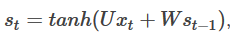 s_t = tanh(Ux_t + Ws_{t-1}),